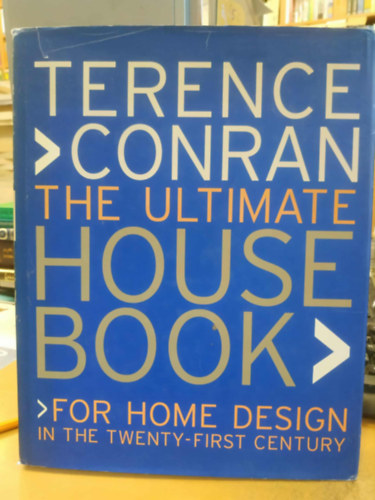 TERENCE
>CONRAN
THE ULTIMATE
HOUSE
BOOK>
>FOR HOME DESIGN
IN THE TWENTY-FIRST CENTURY